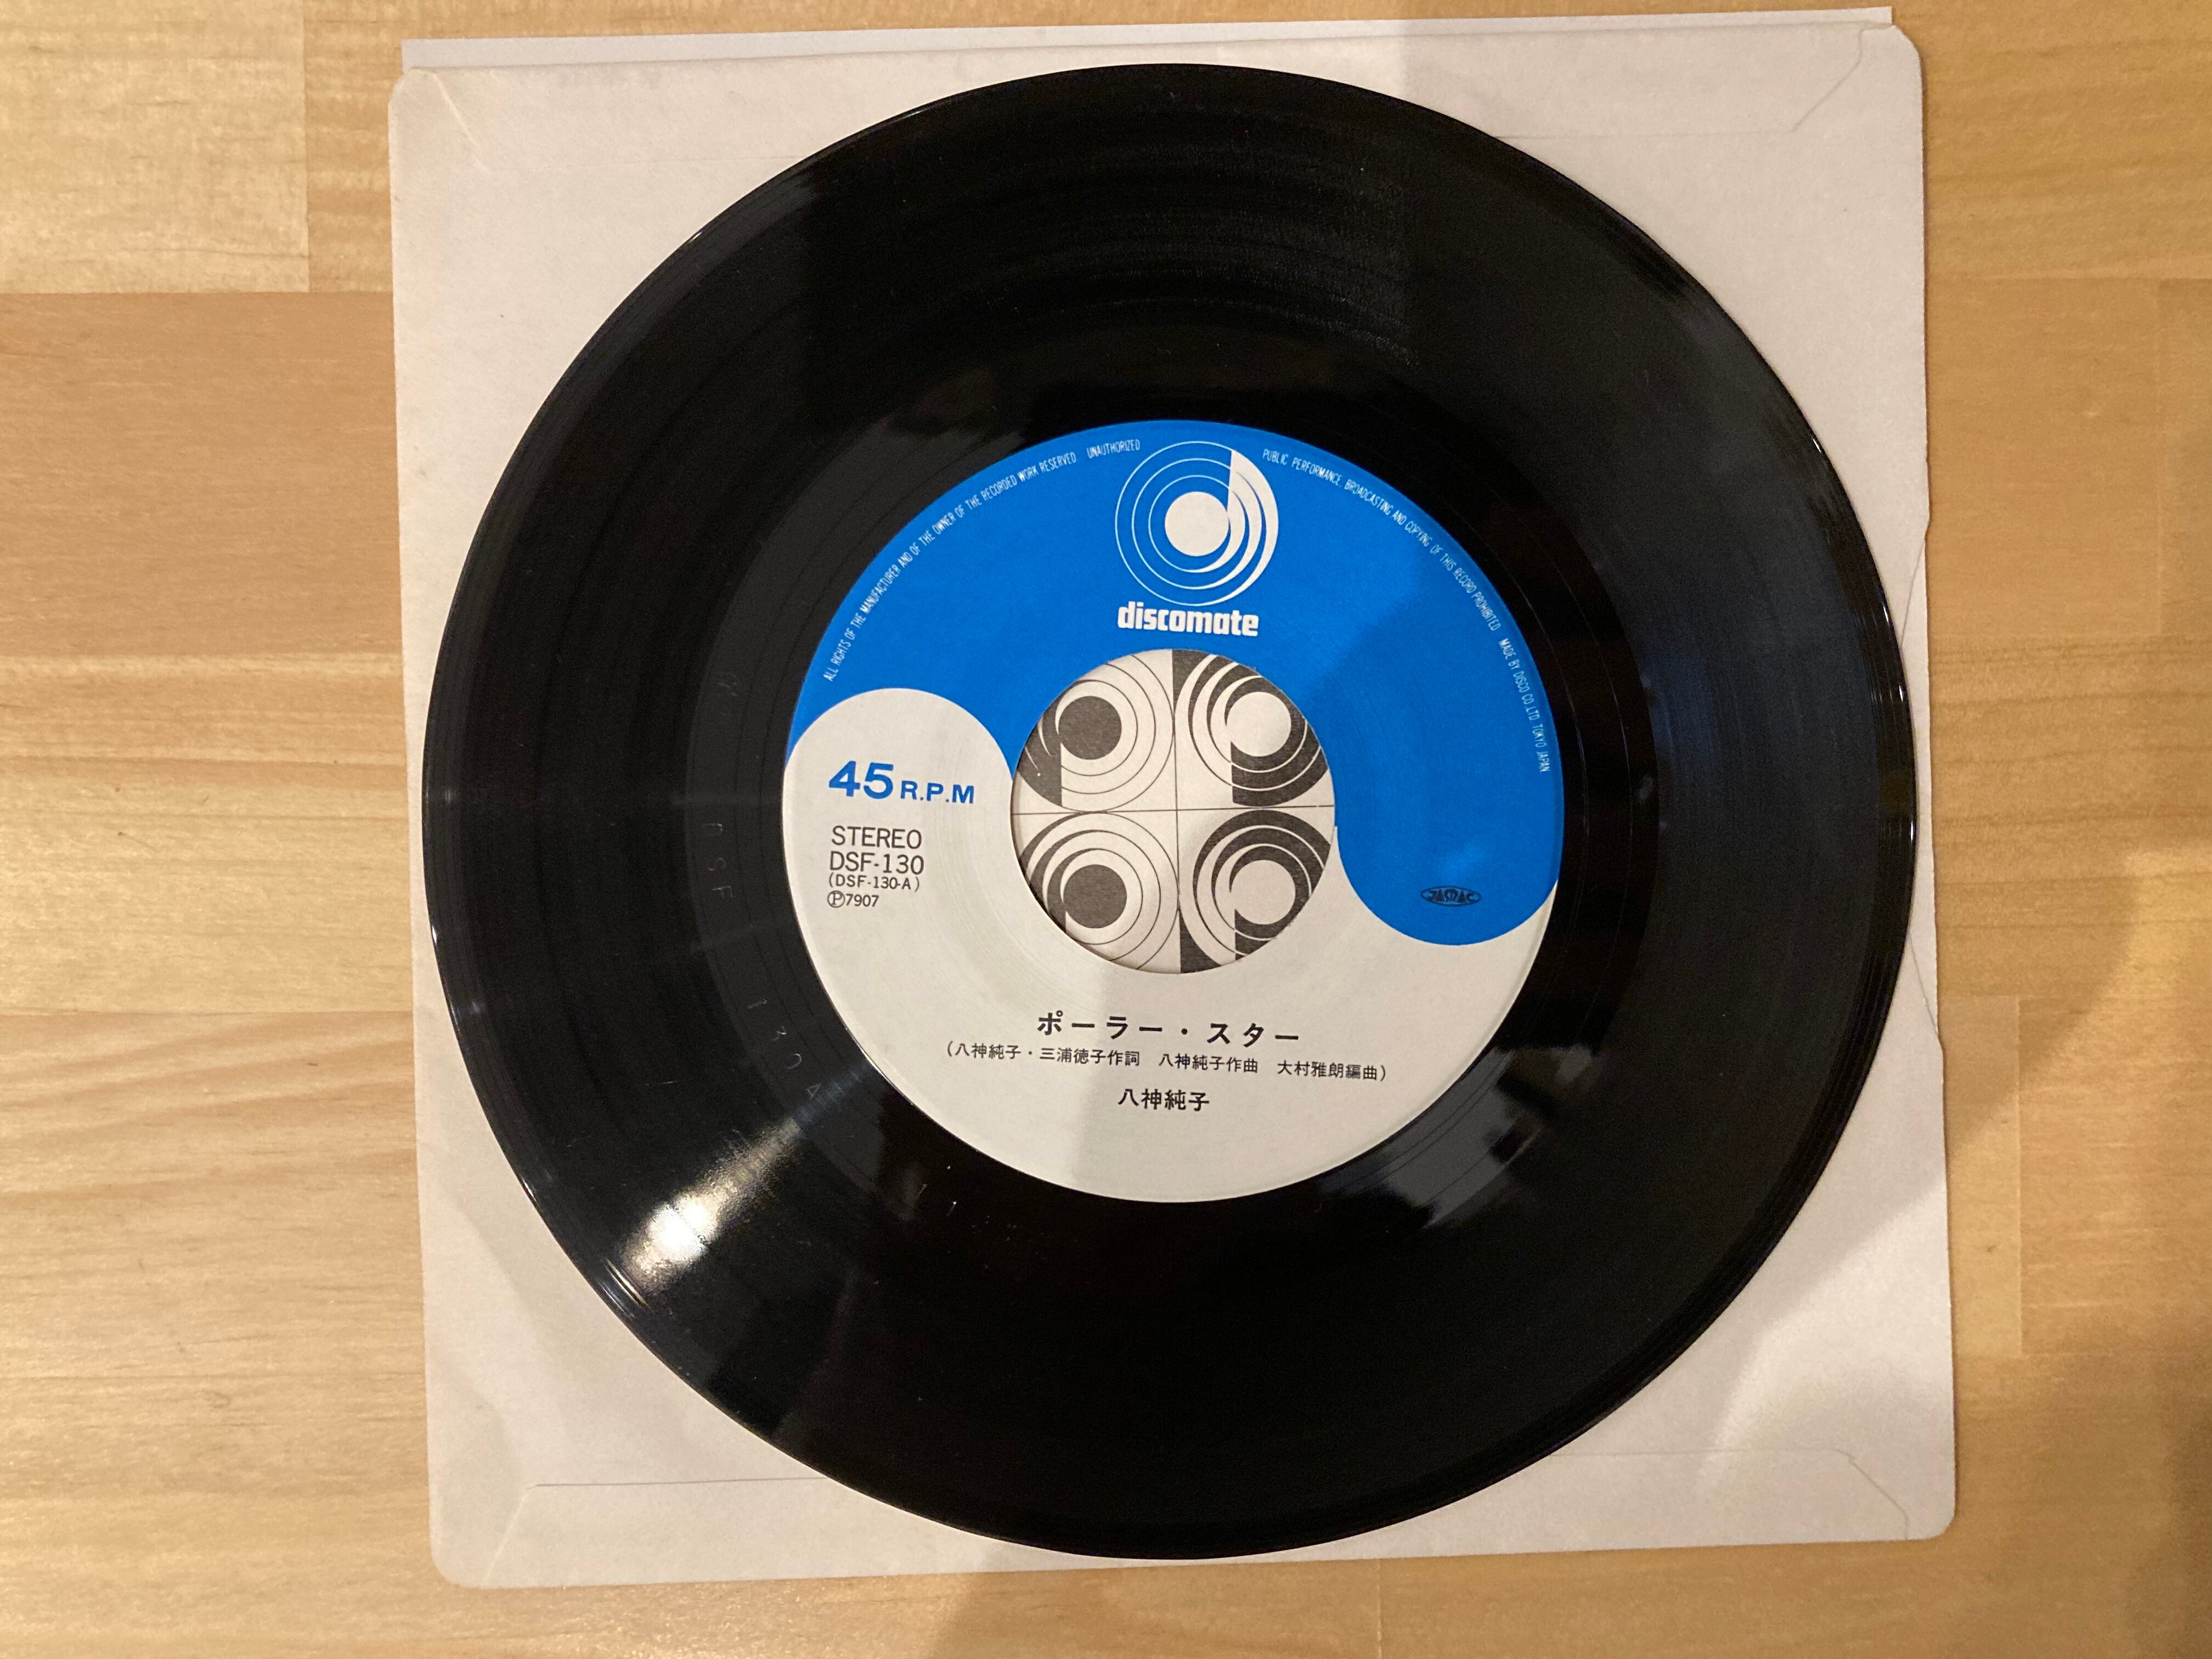 ALL RIGHTS OF THE MANUFACTURER AND OF THE OWNER OF THE RECORDED WORK RESERVED UNAUTHORIZED PUBLIC PERFORMANCE BROADCASTING AND COPYING OF THIS RECORD PROHIBITED MADE BY DISCO CO.,LTD. TOKYO JAPAN
discomate
45 R.P.M
STEREO
DSF-130
(DSF-130-A)
Ⓟ7907
JASRAC
ポーラー・スター
(八神純子・三浦徳子作詞 八神純子作曲 大村雅朗編曲)
八神純子
DSF 130A